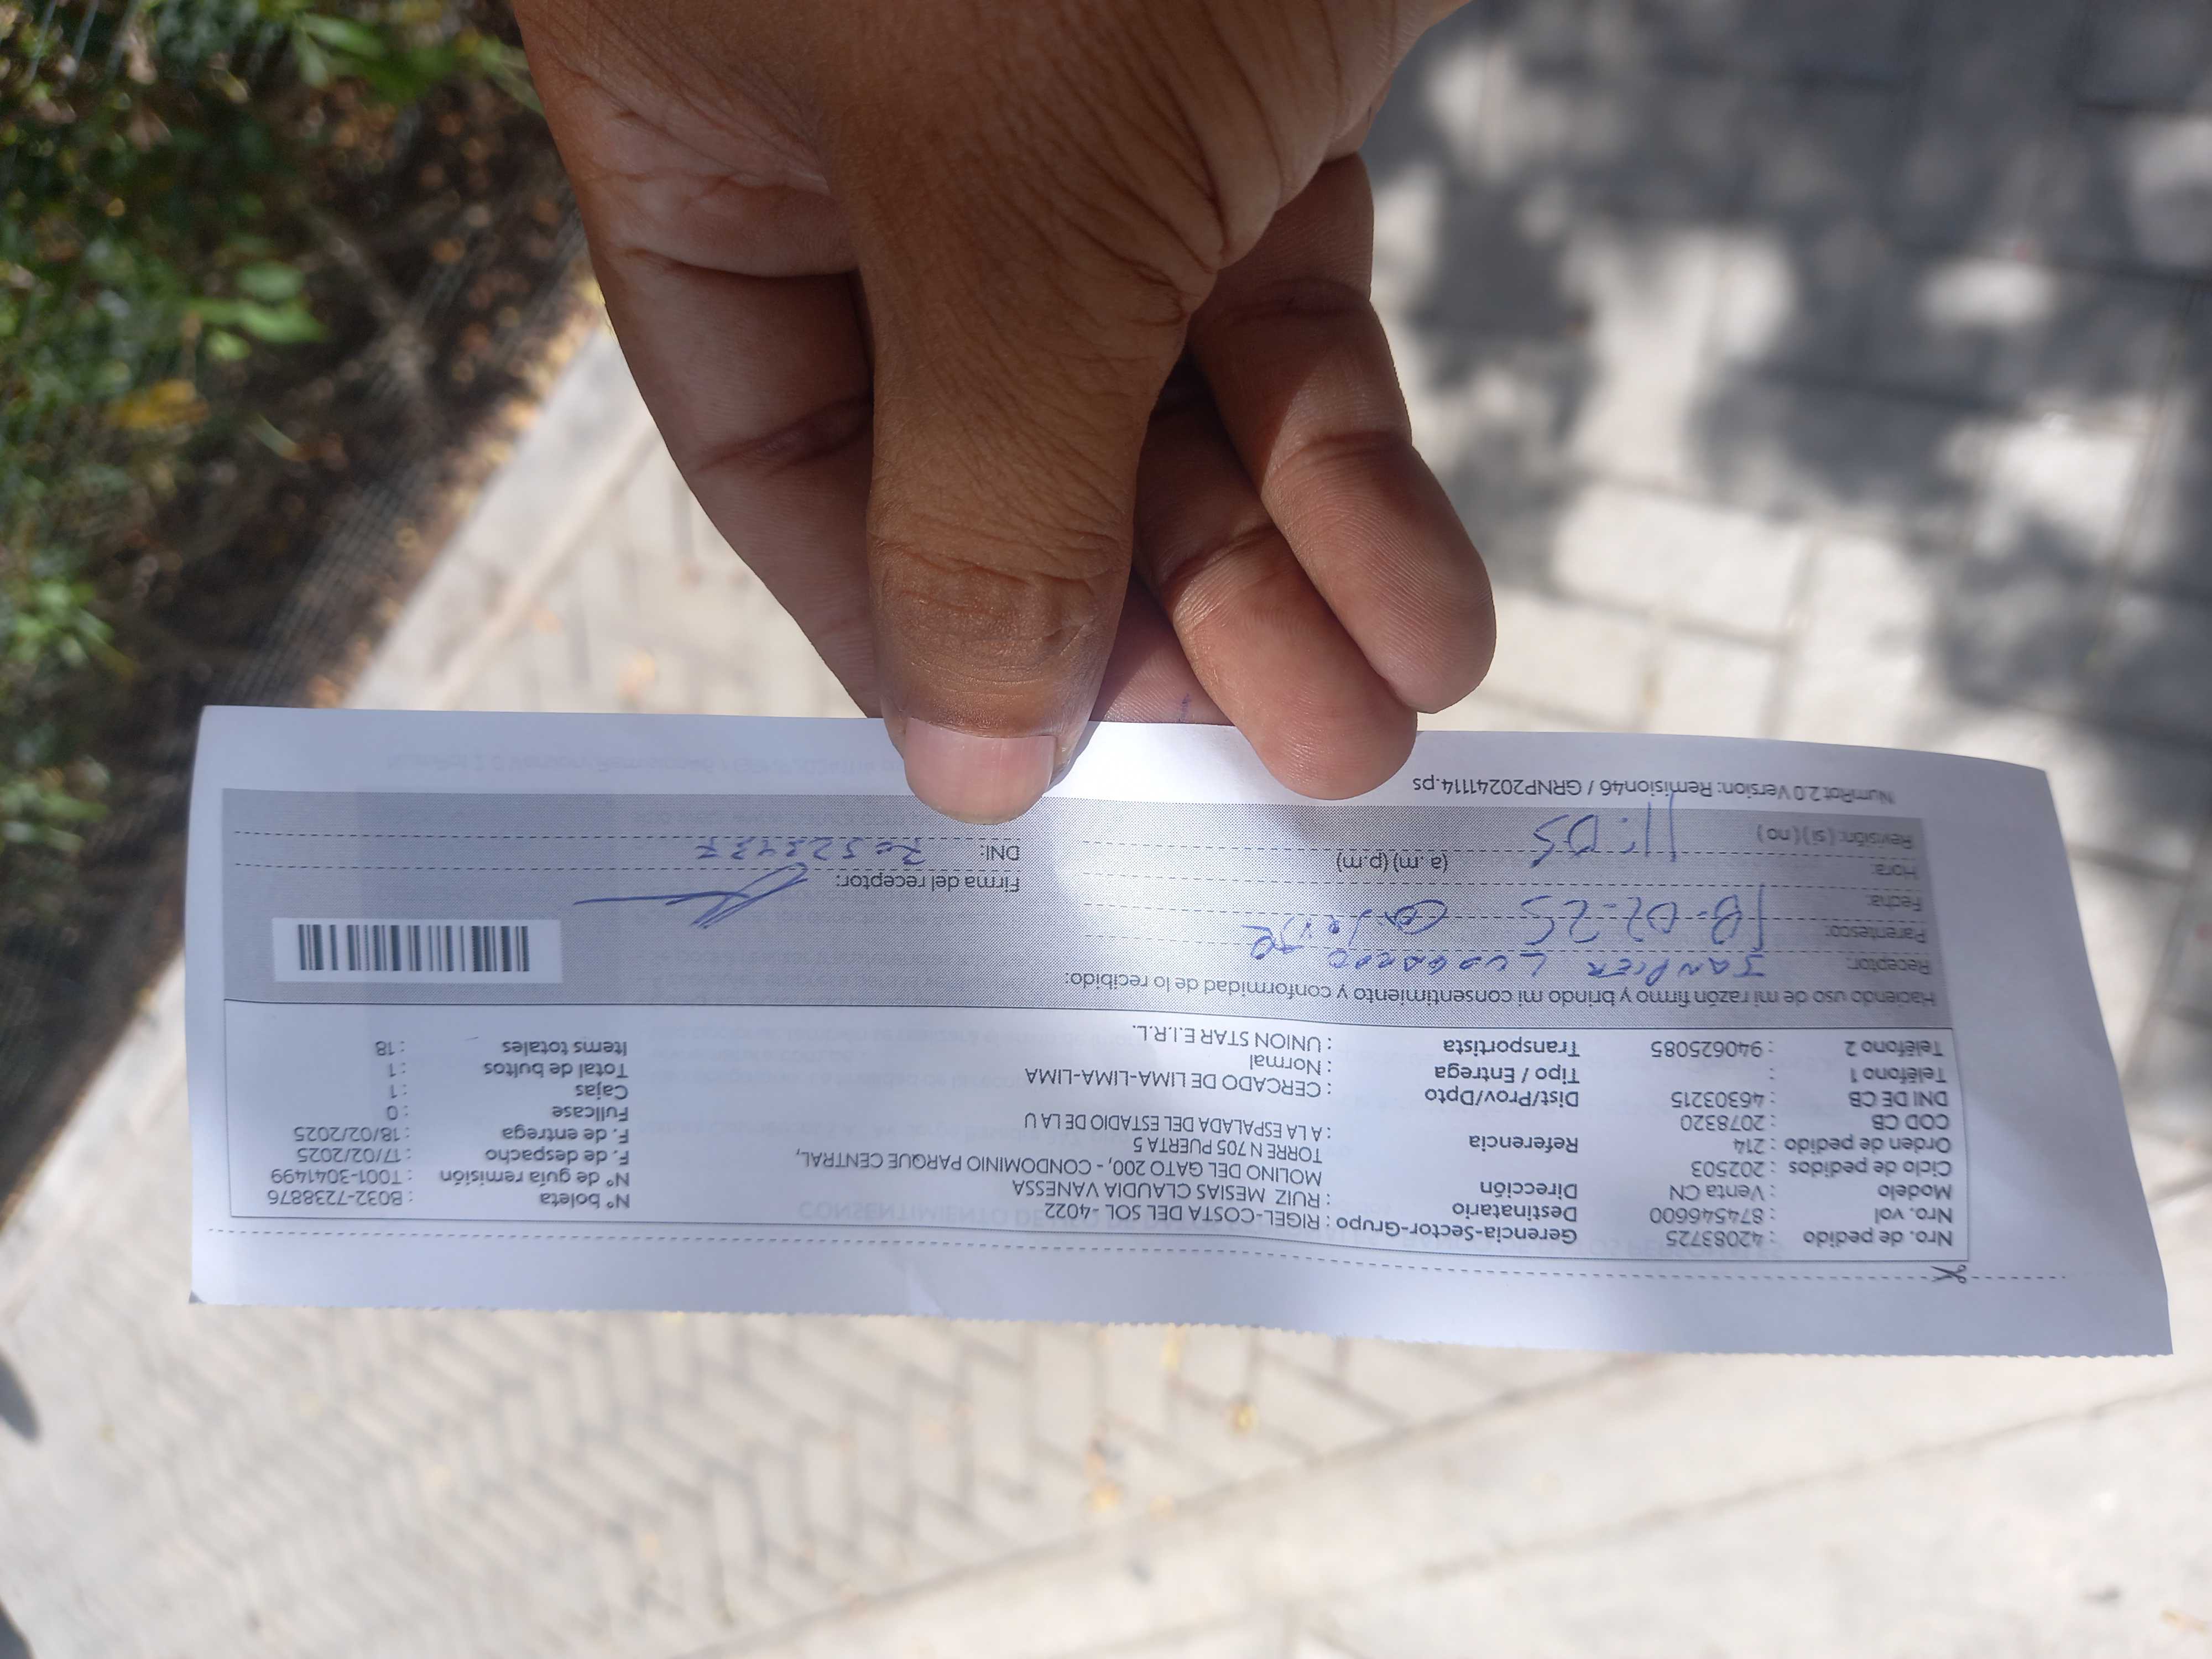 Nro. de pedido : 42083725 Gerencia-Sector-Grupo : RIGEL-COSTA DEL SOL -4022 N° boleta : B032-7238876
Nro. vol : 874546600 Destinatario : RUIZ MESIAS CLAUDIA VANESSA N° de guía remisión : T001-3041499
Modelo : Venta CN Dirección MOLINO DEL GATO 200, - CONDOMINIO PARQUE CENTRAL, F. de despacho : 17/02/2025
Ciclo de pedidos : 202503 TORRE N 705 PUERTA 5 F. de entrega : 18/02/2025
Orden de pedido : 214 Referencia : A LA ESPALADA DEL ESTADIO DE LA U Fullcase : 0
COD CB : 2078320 Cajas : 1
DNI DE CB : 46303215 Dist/Prov/Dpto : CERCADO DE LIMA-LIMA-LIMA Total de bultos : 1
Teléfono 1 : Tipo / Entrega : Normal Items totales : 18
Teléfono 2 : 940625085 Transportista : UNION STAR E.I.R.L.
Haciendo uso de mi razón firmo y brindo mi consentimiento y conformidad de lo recibido:
Receptor: JANPIER
Parentesco:
Fecha: 18-02-25
Hora: 11:05 (a. m) (p.m)
Revisión: ( si ) ( no )
Firma del receptor:
DNI:
NumRot 2.0 Version: Remision46 / GRNP20241114.ps